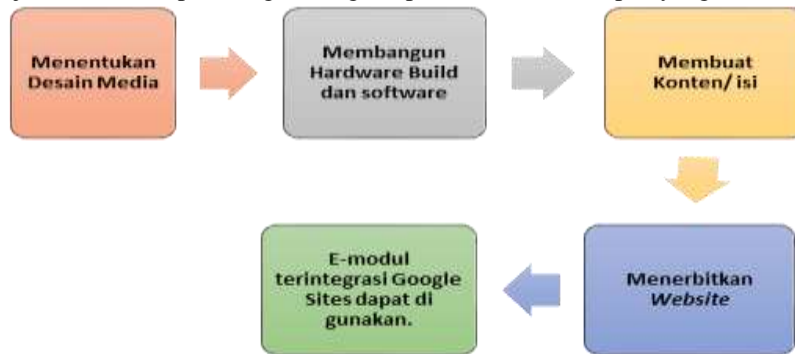 Menentukan
Desain Media
Membangun
Hardware Build
dan software
Membuat
Konten/ isi
Menerbitkan
Website
E-modul
terintegrasi Google
Sites dapat di
gunakan.